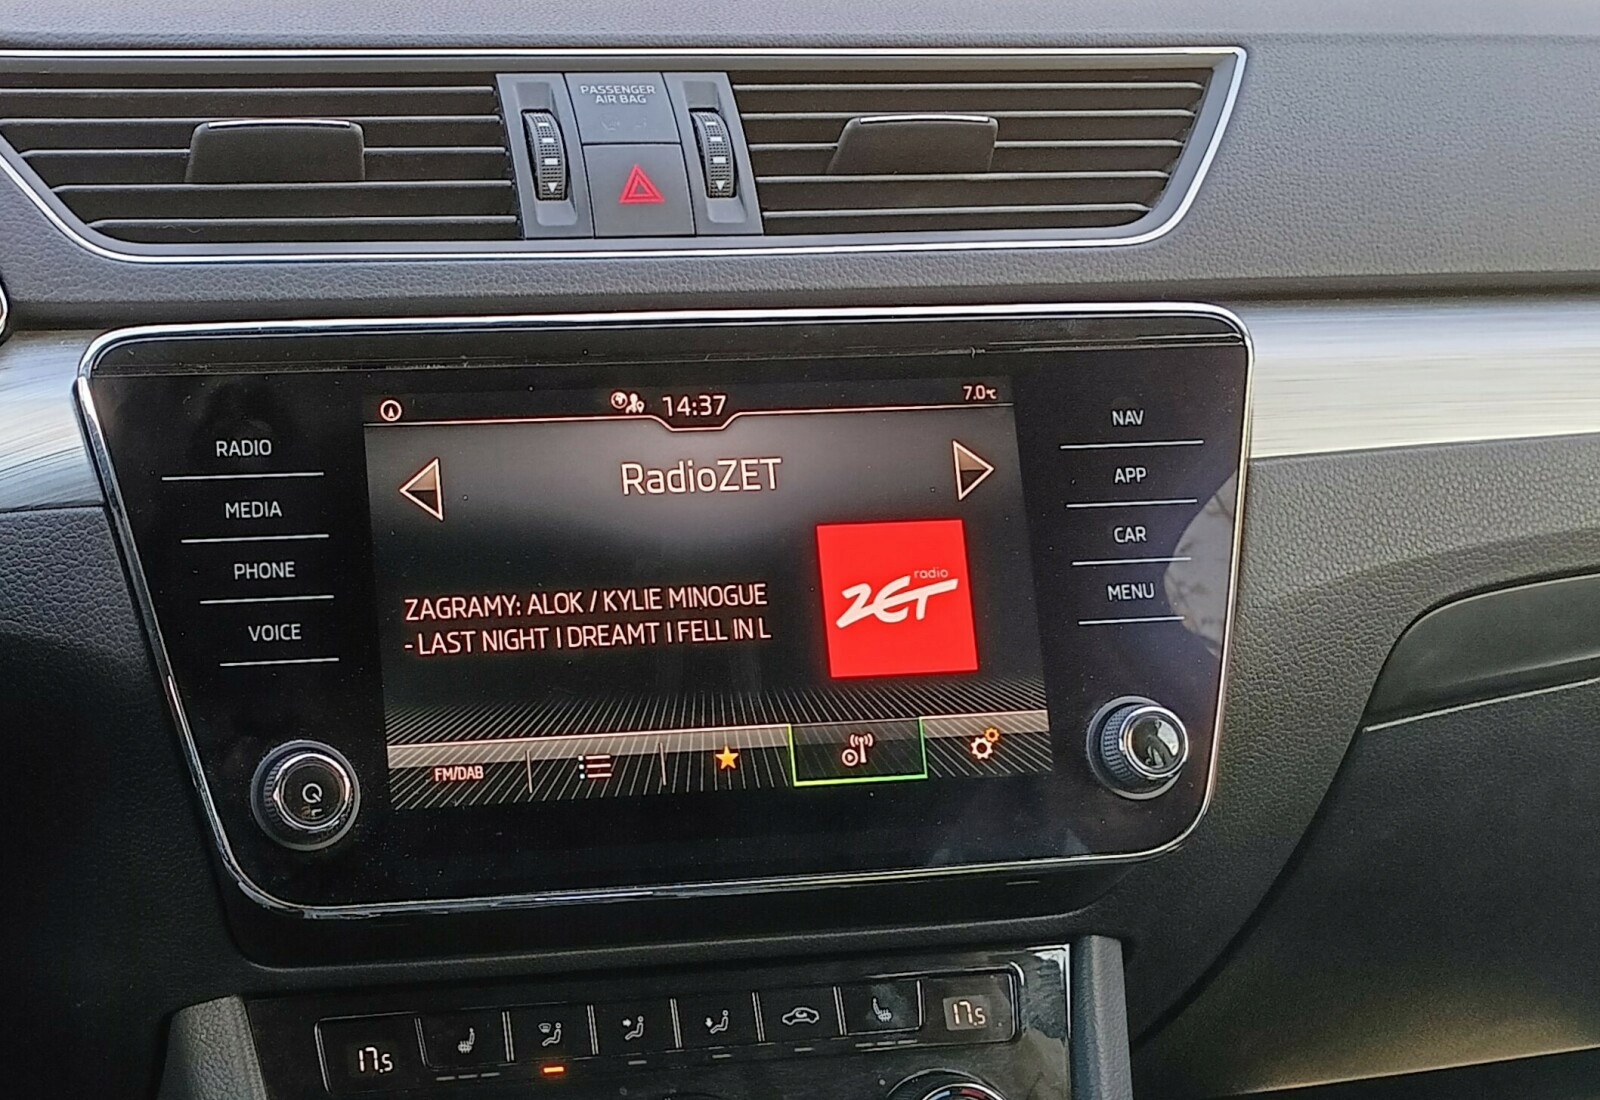 PASSENGER
AIR BAG
14:37
7.0°C
RADIO
MEDIA
PHONE
VOICE
RadioZET
ZAGRAMY: ALOK / KYLIE MINOGUE
- LAST NIGHT I DREAMT I FELL IN L
radio
ZET
FM/DAB
NAV
APP
CAR
MENU
17.5
17.5